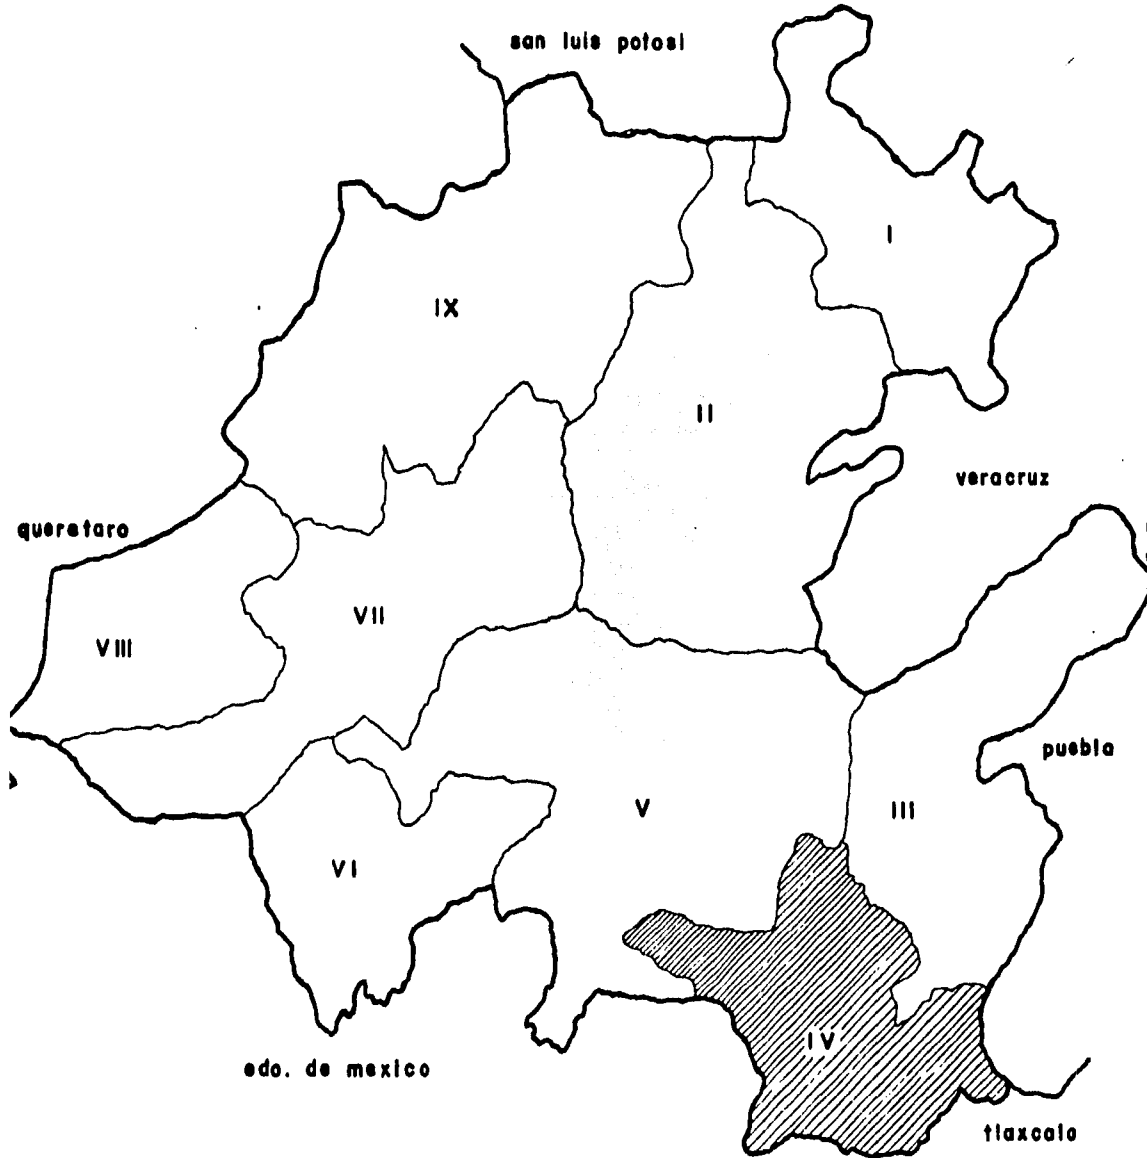 san luis potosi
I
IX
II
veracruz
queretaro
VII
VIII
puebla
V
III
VI
IV
edo. de mexico
tlaxcala